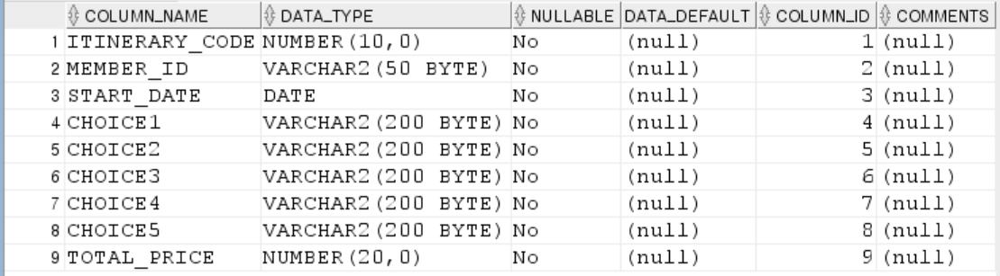 COLUMN_NAME DATA_TYPE NULLABLE DATA_DEFAULT COLUMN_ID COMMENTS
1 ITINERARY_CODE NUMBER(10,0) No (null) 1 (null)
2 MEMBER_ID VARCHAR2(50 BYTE) No (null) 2 (null)
3 START_DATE DATE No (null) 3 (null)
4 CHOICE1 VARCHAR2(200 BYTE) No (null) 4 (null)
5 CHOICE2 VARCHAR2(200 BYTE) No (null) 5 (null)
6 CHOICE3 VARCHAR2(200 BYTE) No (null) 6 (null)
7 CHOICE4 VARCHAR2(200 BYTE) No (null) 7 (null)
8 CHOICE5 VARCHAR2(200 BYTE) No (null) 8 (null)
9 TOTAL_PRICE NUMBER(20,0) No (null) 9 (null)